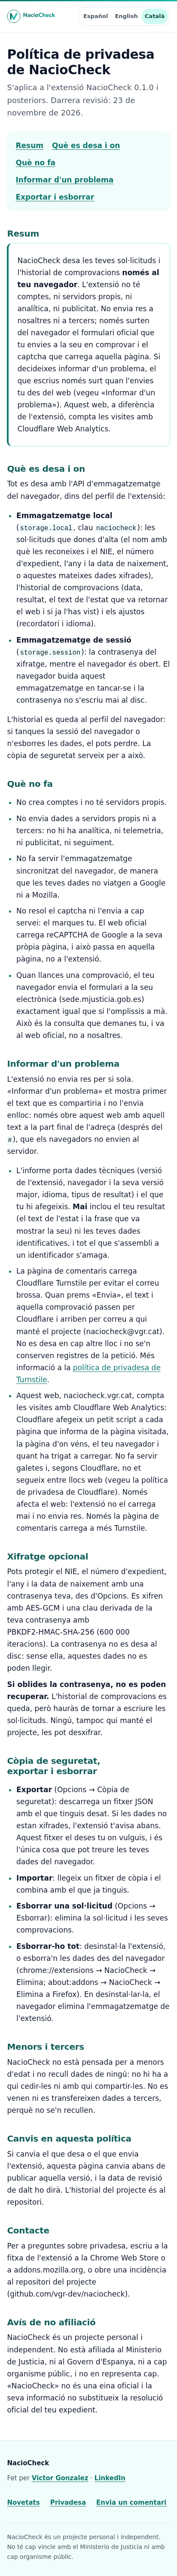 NacioCheck
Español English Català
Política de privadesa
de NacioCheck
S'aplica a l'extensió NacioCheck 0.1.0 i
posteriors. Darrera revisió: 23 de
novembre de 2026.
Resum Què es desa i on
Què no fa
Informar d'un problema
Exportar i esborrar
Resum
NacioCheck desa les teves sol·licituds i
l'historial de comprovacions només al
teu navegador. L'extensió no té
comptes, ni servidors propis, ni
analítica, ni publicitat. No envia res a
nosaltres ni a tercers; només surten
del navegador el formulari oficial que
tu envies a la seu en comprovar i el
captcha que carrega aquella pàgina. Si
decideixes informar d'un problema, el
que escrius només surt quan l'envies
tu des del web (vegeu «Informar d'un
problema»). Aquest web, a diferència
de l'extensió, compta les visites amb
Cloudflare Web Analytics.
Què es desa i on
Tot es desa amb l'API d'emmagatzematge
del navegador, dins del perfil de l'extensió:
• Emmagatzematge local
(storage.local, clau naciocheck): les
sol·licituds que dones d'alta (el nom amb
què les reconeixes i el NIE, el número
d'expedient, l'any i la data de naixement,
o aquestes mateixes dades xifrades),
l'historial de comprovacions (data,
resultat, el text de l'estat que va retornar
el web i si ja l'has vist) i els ajustos
(recordatori i idioma).
• Emmagatzematge de sessió
(storage.session): la contrasenya del
xifratge, mentre el navegador és obert. El
navegador buida aquest
emmagatzematge en tancar-se i la
contrasenya no s'escriu mai al disc.
L'historial es queda al perfil del navegador:
si tanques la sessió del navegador o
n'esborres les dades, el pots perdre. La
còpia de seguretat serveix per a això.
Què no fa
• No crea comptes i no té servidors propis.
• No envia dades a servidors propis ni a
tercers: no hi ha analítica, ni telemetria,
ni publicitat, ni seguiment.
• No fa servir l'emmagatzematge
sincronitzat del navegador, de manera
que les teves dades no viatgen a Google
ni a Mozilla.
• No resol el captcha ni l'envia a cap
servei: el marques tu. El web oficial
carrega reCAPTCHA de Google a la seva
pròpia pàgina, i això passa en aquella
pàgina, no a l'extensió.
• Quan llances una comprovació, el teu
navegador envia el formulari a la seu
electrònica (sede.mjusticia.gob.es)
exactament igual que si l'omplissis a mà.
Això és la consulta que demanes tu, i va
al web oficial, no a nosaltres.
Informar d'un problema
L'extensió no envia res per si sola.
«Informar d'un problema» et mostra primer
el text que es compartiria i no l'envia
enlloc: només obre aquest web amb aquell
text a la part final de l'adreça (després del
#), que els navegadors no envien al
servidor.
• L'informe porta dades tècniques (versió
de l'extensió, navegador i la seva versió
major, idioma, tipus de resultat) i el que
tu hi afegeixis. Mai inclou el teu resultat
(el text de l'estat i la frase que va
mostrar la seu) ni les teves dades
identificatives, i tot el que s'assembli a
un identificador s'amaga.
• La pàgina de comentaris carrega
Cloudflare Turnstile per evitar el correu
brossa. Quan prems «Envia», el text i
aquella comprovació passen per
Cloudflare i arriben per correu a qui
manté el projecte (naciocheck@vgr.cat).
No es desa en cap altre lloc i no se'n
conserven registres de la petició. Més
informació a la política de privadesa de
Turnstile.
• Aquest web, naciocheck.vgr.cat, compta
les visites amb Cloudflare Web Analytics:
Cloudflare afegeix un petit script a cada
pàgina que informa de la pàgina visitada,
la pàgina d'on véns, el teu navegador i
quant ha trigat a carregar. No fa servir
galetes i, segons Cloudflare, no et
segueix entre llocs web (vegeu la política
de privadesa de Cloudflare). Només
afecta el web: l'extensió no el carrega
mai i no envia res. Només la pàgina de
comentaris carrega a més Turnstile.
Xifratge opcional
Pots protegir el NIE, el número d'expedient,
l'any i la data de naixement amb una
contrasenya teva, des d'Opcions. Es xifren
amb AES-GCM i una clau derivada de la
teva contrasenya amb
PBKDF2-HMAC-SHA-256 (600 000
iteracions). La contrasenya no es desa al
disc: sense ella, aquestes dades no es
poden llegir.
Si oblides la contrasenya, no es poden
recuperar. L'historial de comprovacions es
queda, però hauràs de tornar a escriure les
sol·licituds. Ningú, tampoc qui manté el
projecte, les pot desxifrar.
Còpia de seguretat,
exportar i esborrar
• Exportar (Opcions → Còpia de
seguretat): descarrega un fitxer JSON
amb el que tinguis desat. Si les dades no
estan xifrades, l'extensió t'avisa abans.
Aquest fitxer el deses tu on vulguis, i és
l'única cosa que pot treure les teves
dades del navegador.
• Importar: llegeix un fitxer de còpia i el
combina amb el que ja tinguis.
• Esborrar una sol·licitud (Opcions →
Esborrar): elimina la sol·licitud i les seves
comprovacions.
• Esborrar-ho tot: desinstal·la l'extensió,
o esborra'n les dades des del navegador
(chrome://extensions → NacioCheck →
Elimina; about:addons → NacioCheck →
Elimina a Firefox). En desinstal·lar-la, el
navegador elimina l'emmagatzematge de
l'extensió.
Menors i tercers
NacioCheck no està pensada per a menors
d'edat i no recull dades de ningú: no hi ha a
qui cedir-les ni amb qui compartir-les. No es
venen ni es transfereixen dades a tercers,
perquè no se'n recullen.
Canvis en aquesta política
Si canvia el que desa o el que envia
l'extensió, aquesta pàgina canvia abans de
publicar aquella versió, i la data de revisió
de dalt ho dirà. L'historial del projecte és al
repositori.
Contacte
Per a preguntes sobre privadesa, escriu a la
fitxa de l'extensió a la Chrome Web Store o
a addons.mozilla.org, o obre una incidència
al repositori del projecte
(github.com/vgr-dev/naciocheck).
Avís de no afiliació
NacioCheck és un projecte personal i
independent. No està afiliada al Ministerio
de Justicia, ni al Govern d'Espanya, ni a cap
organisme públic, i no en representa cap.
«NacioCheck» no és una eina oficial i la
seva informació no substitueix la resolució
oficial del teu expedient.
NacioCheck
Fet per Víctor Gonzalez · LinkedIn
Novetats Privadesa Envia un comentari
NacioCheck és un projecte personal i independent.
No té cap vincle amb el Ministerio de Justicia ni amb
cap organisme públic.